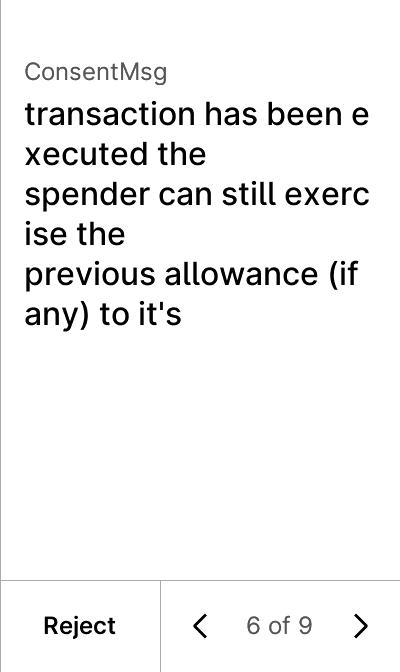 ConsentMsg
transaction has been e
xecuted the
spender can still exerc
ise the
previous allowance (if
any) to it's
Reject
6 of 9